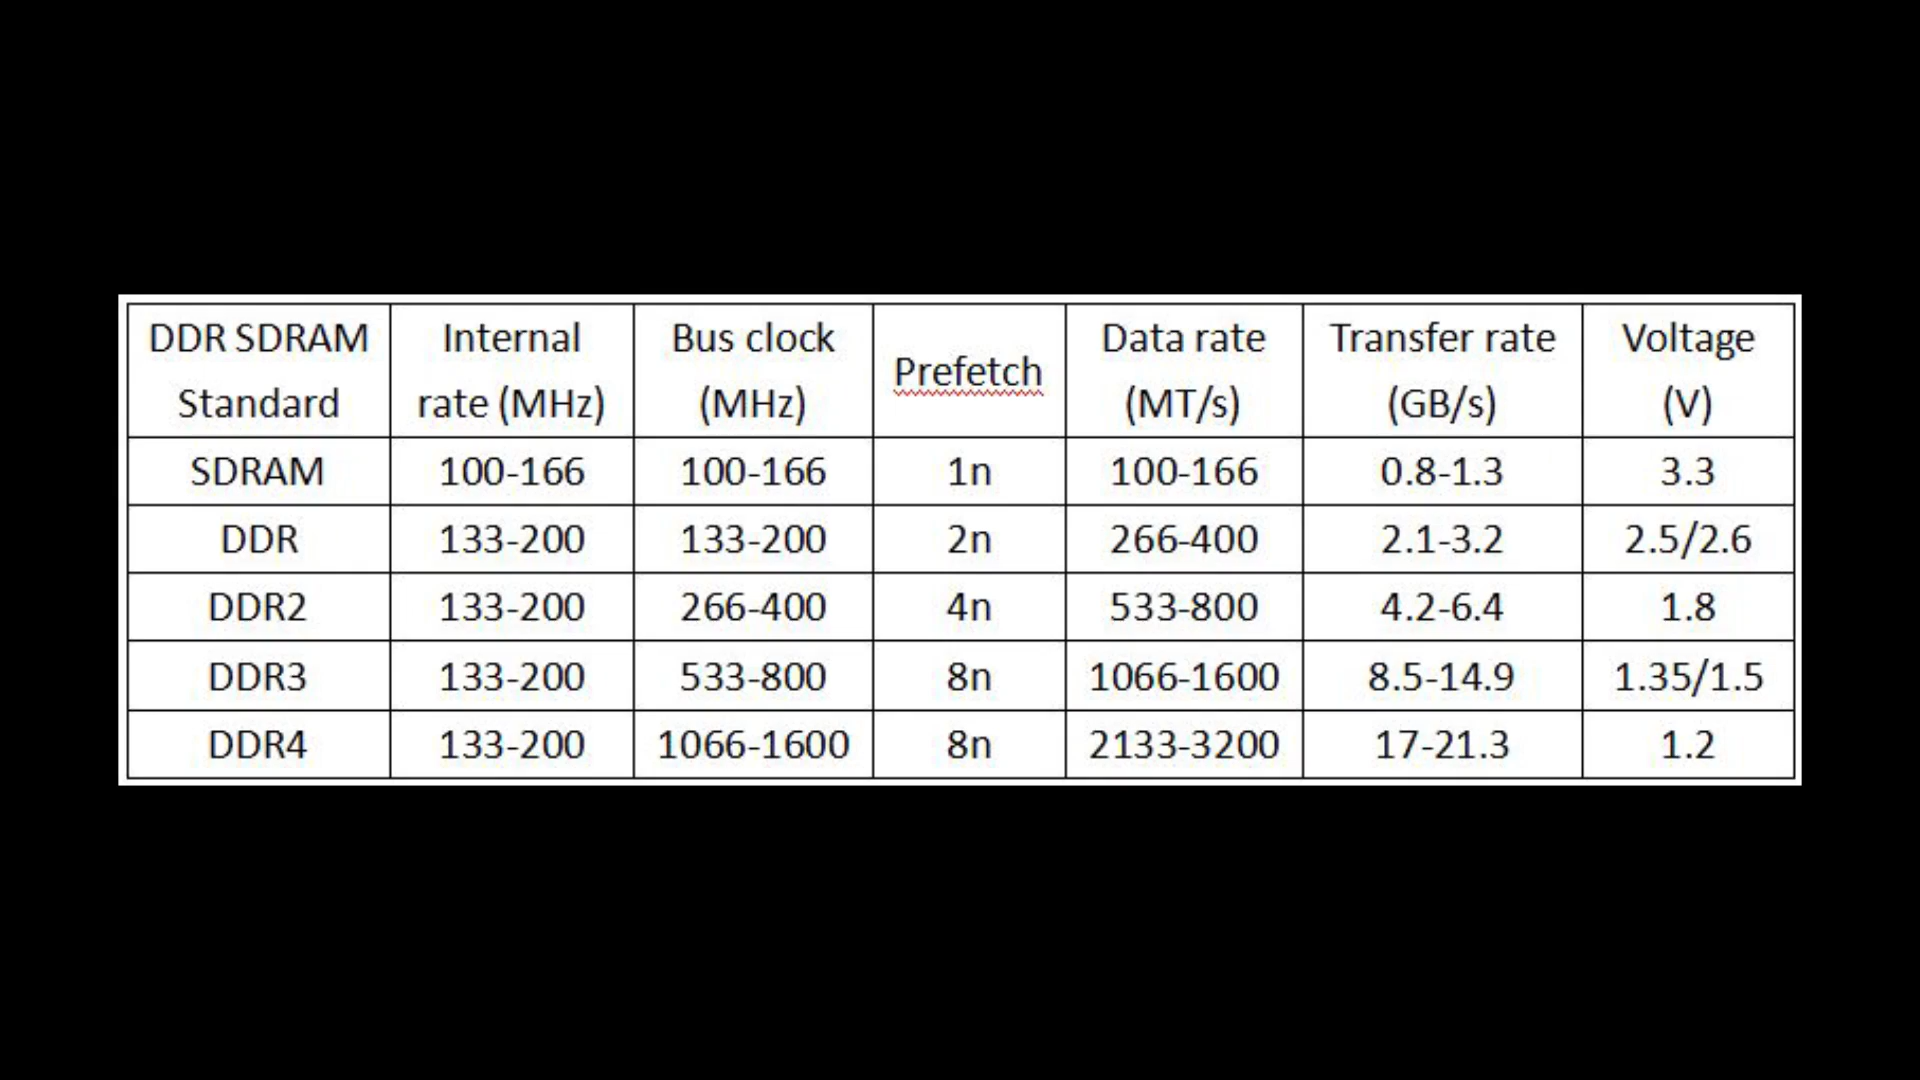 DDR SDRAM Standard Internal rate (MHz) Bus clock (MHz) Prefetch Data rate (MT/s) Transfer rate (GB/s) Voltage (V)
SDRAM 100-166 100-166 1n 100-166 0.8-1.3 3.3
DDR 133-200 133-200 2n 266-400 2.1-3.2 2.5/2.6
DDR2 133-200 266-400 4n 533-800 4.2-6.4 1.8
DDR3 133-200 533-800 8n 1066-1600 8.5-14.9 1.35/1.5
DDR4 133-200 1066-1600 8n 2133-3200 17-21.3 1.2